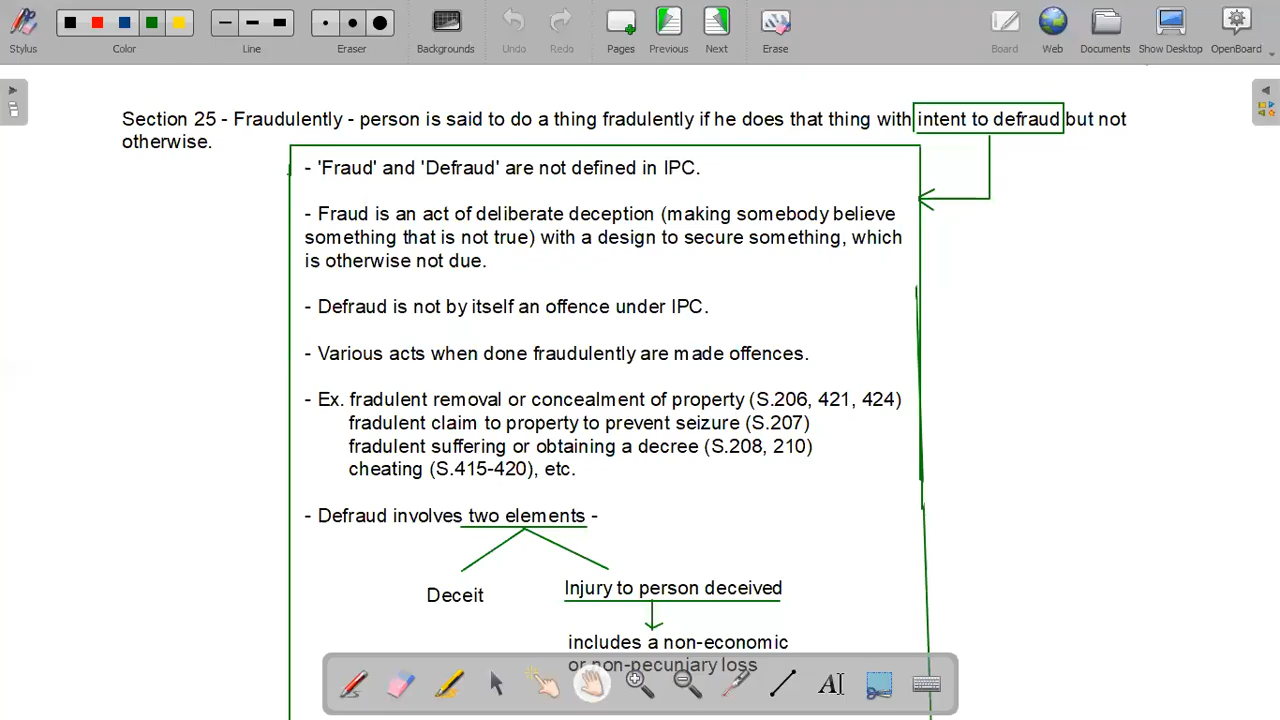 Stylus
Color
Line
Eraser
Backgrounds
Undo
Redo
Pages
Previous
Next
Erase
Board
Web
Documents
Show Desktop
OpenBoard
Section 25 - Fraudulently - person is said to do a thing fradulently if he does that thing with intent to defraud but not
otherwise.
- 'Fraud' and 'Defraud' are not defined in IPC.
- Fraud is an act of deliberate deception (making somebody believe
something that is not true) with a design to secure something, which
is otherwise not due.
- Defraud is not by itself an offence under IPC.
- Various acts when done fraudulently are made offences.
- Ex. fradulent removal or concealment of property (S.206, 421, 424)
fradulent claim to property to prevent seizure (S.207)
fradulent suffering or obtaining a decree (S.208, 210)
cheating (S.415-420), etc.
- Defraud involves two elements -
Deceit
Injury to person deceived
includes a non-economic
or non-pecuniary loss
AI